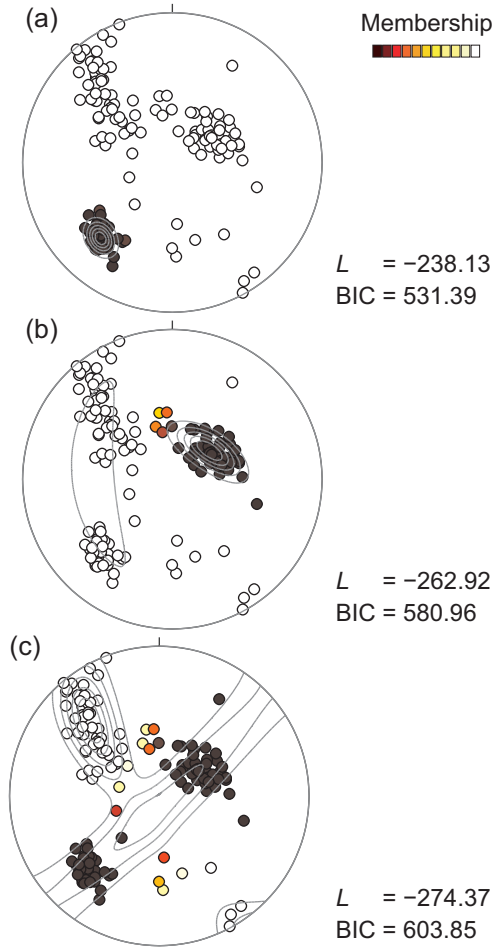 (a)
Membership
L = −238.13
BIC = 531.39
(b)
L = −262.92
BIC = 580.96
(c)
L = −274.37
BIC = 603.85